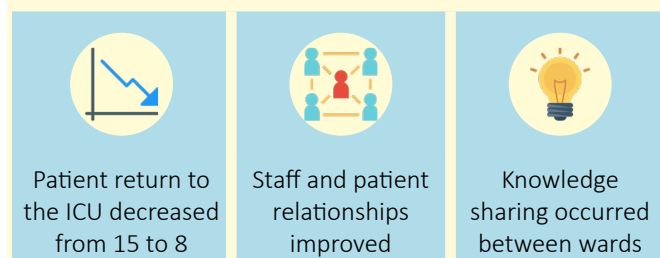 Patient return to
the ICU decreased
from 15 to 8
Staff and patient
relationships
improved
Knowledge
sharing occurred
between wards